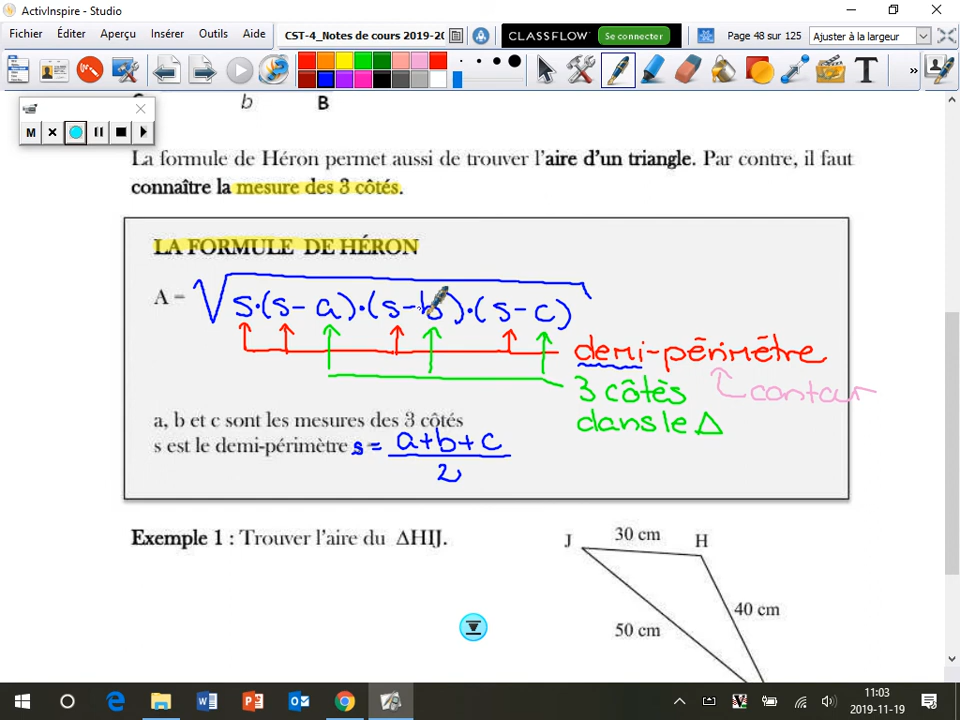 ActivInspire - Studio
Fichier Éditer Aperçu Insérer Outils Aide CST-4_Notes de cours 2019-20 CLASSFLOW Se connecter Page 48 sur 125 Ajuster à la largeur
T »
M
b B
La formule de Héron permet aussi de trouver l'aire d'un triangle. Par contre, il faut
connaître la mesure des 3 côtés.
LA FORMULE DE HÉRON
A = √s·(s-a)·(s-b)·(s-c)
demi-périmètre
3 côtés contour
dans le Δ
a, b et c sont les mesures des 3 côtés
s est le demi-périmètre s = a+b+c
2
Exemple 1 : Trouver l'aire du ΔHIJ.
J 30 cm H
40 cm
50 cm
11:03
2019-11-19